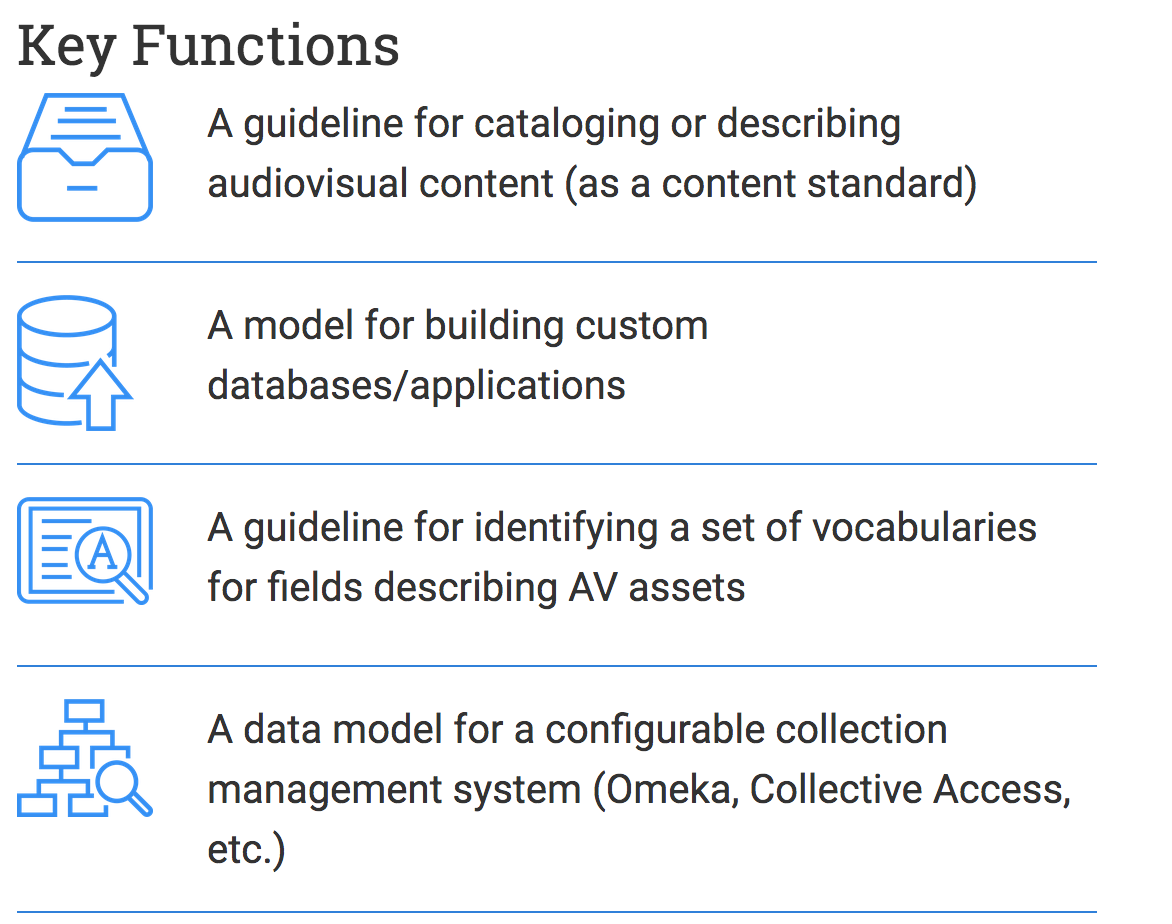 Key Functions
A guideline for cataloging or describing
audiovisual content (as a content standard)
A model for building custom
databases/applications
A
A guideline for identifying a set of vocabularies
for fields describing AV assets
A data model for a configurable collection
management system (Omeka, Collective Access,
etc.)